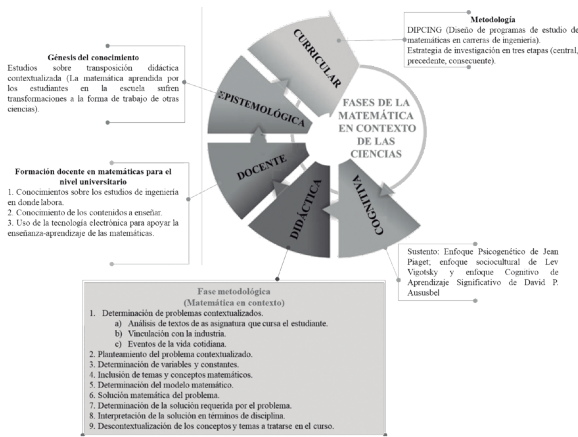 Metodología
DIPCING (Diseño de programas de estudio de
matemáticas en carreras de ingeniería).
Estrategia de investigación en tres etapas (central,
precedente, consecuente).
Génesis del conocimiento
Estudios sobre transposición didáctica
contextualizada (La matemática aprendida por
los estudiantes en la escuela sufren
transformaciones a la forma de trabajo de otras
ciencias).
CURRICULAR
EPISTEMOLÓGICA
DOCENTE
DIDÁCTICA
COGNITIVA
FASES DE LA
MATEMÁTICA
EN CONTEXTO
DE LAS
CIENCIAS
Formación docente en matemáticas para el
nivel universitario
1. Conocimientos sobre los estudios de ingeniería
en donde labora.
2. Conocimiento de los contenidos a enseñar.
3. Uso de la tecnología electrónica para apoyar la
enseñanza-aprendizaje de las matemáticas.
Sustento: Enfoque Psicogenético de Jean
Piaget; enfoque sociocultural de Lev
Vigotsky y enfoque Cognitivo de
Aprendizaje Significativo de David P.
Aususbel
Fase metodológica
(Matemática en contexto)
1. Determinación de problemas contextualizados.
a) Análisis de textos de as asignatura que cursa el estudiante.
b) Vinculación con la industria.
c) Eventos de la vida cotidiana.
2. Planteamiento del problema contextualizado.
3. Determinación de variables y constantes.
4. Inclusión de temas y conceptos matemáticos.
5. Determinación del modelo matemático.
6. Solución matemática del problema.
7. Determinación de la solución requerida por el problema.
8. Interpretación de la solución en términos de disciplina.
9. Descontextualización de los conceptos y temas a tratarse en el curso.